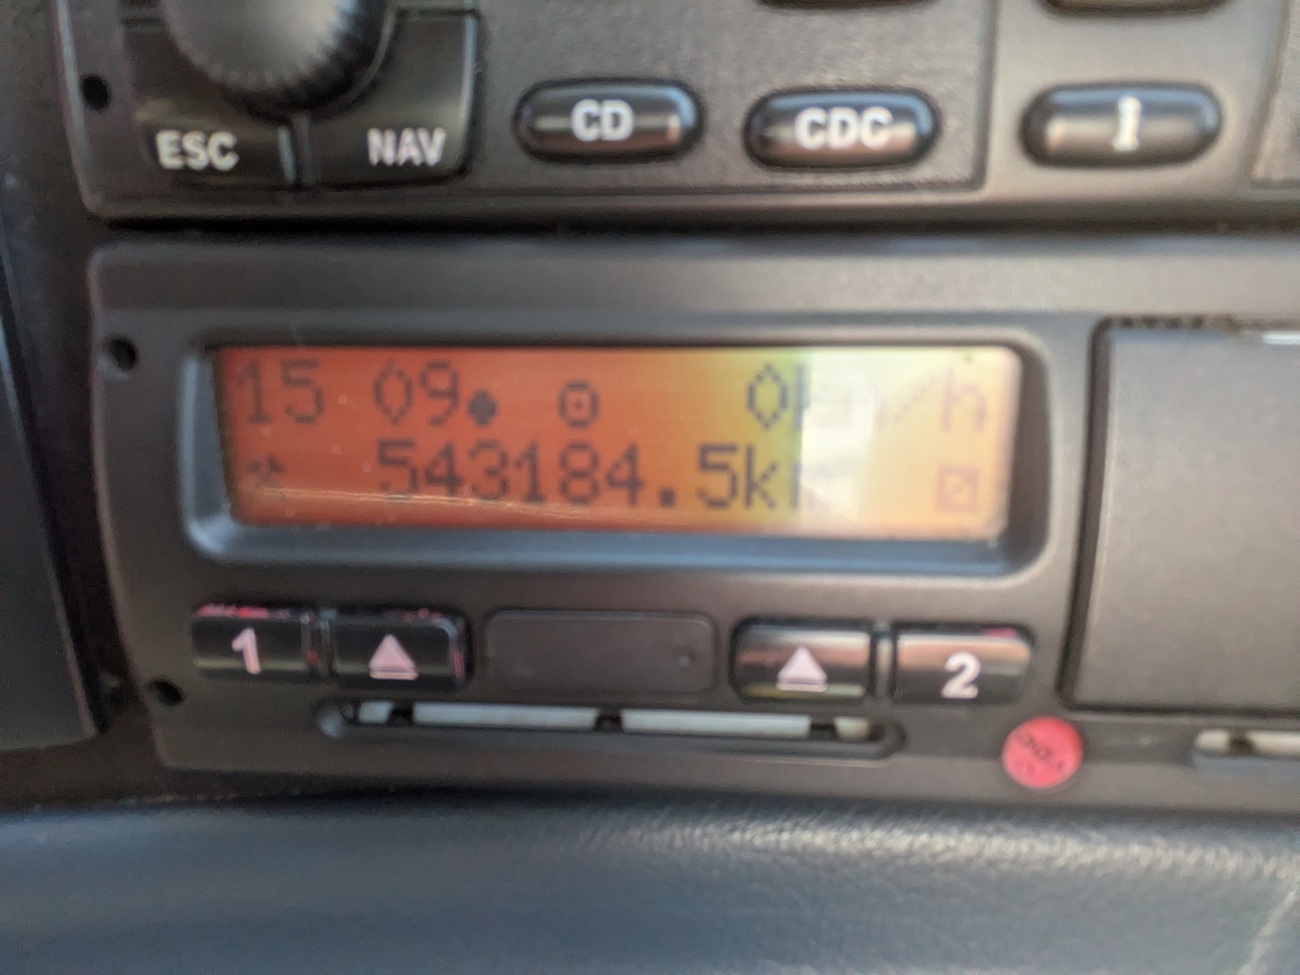 ESC NAV CD CDC i
15 09 0km/h
543184.5km
1 2